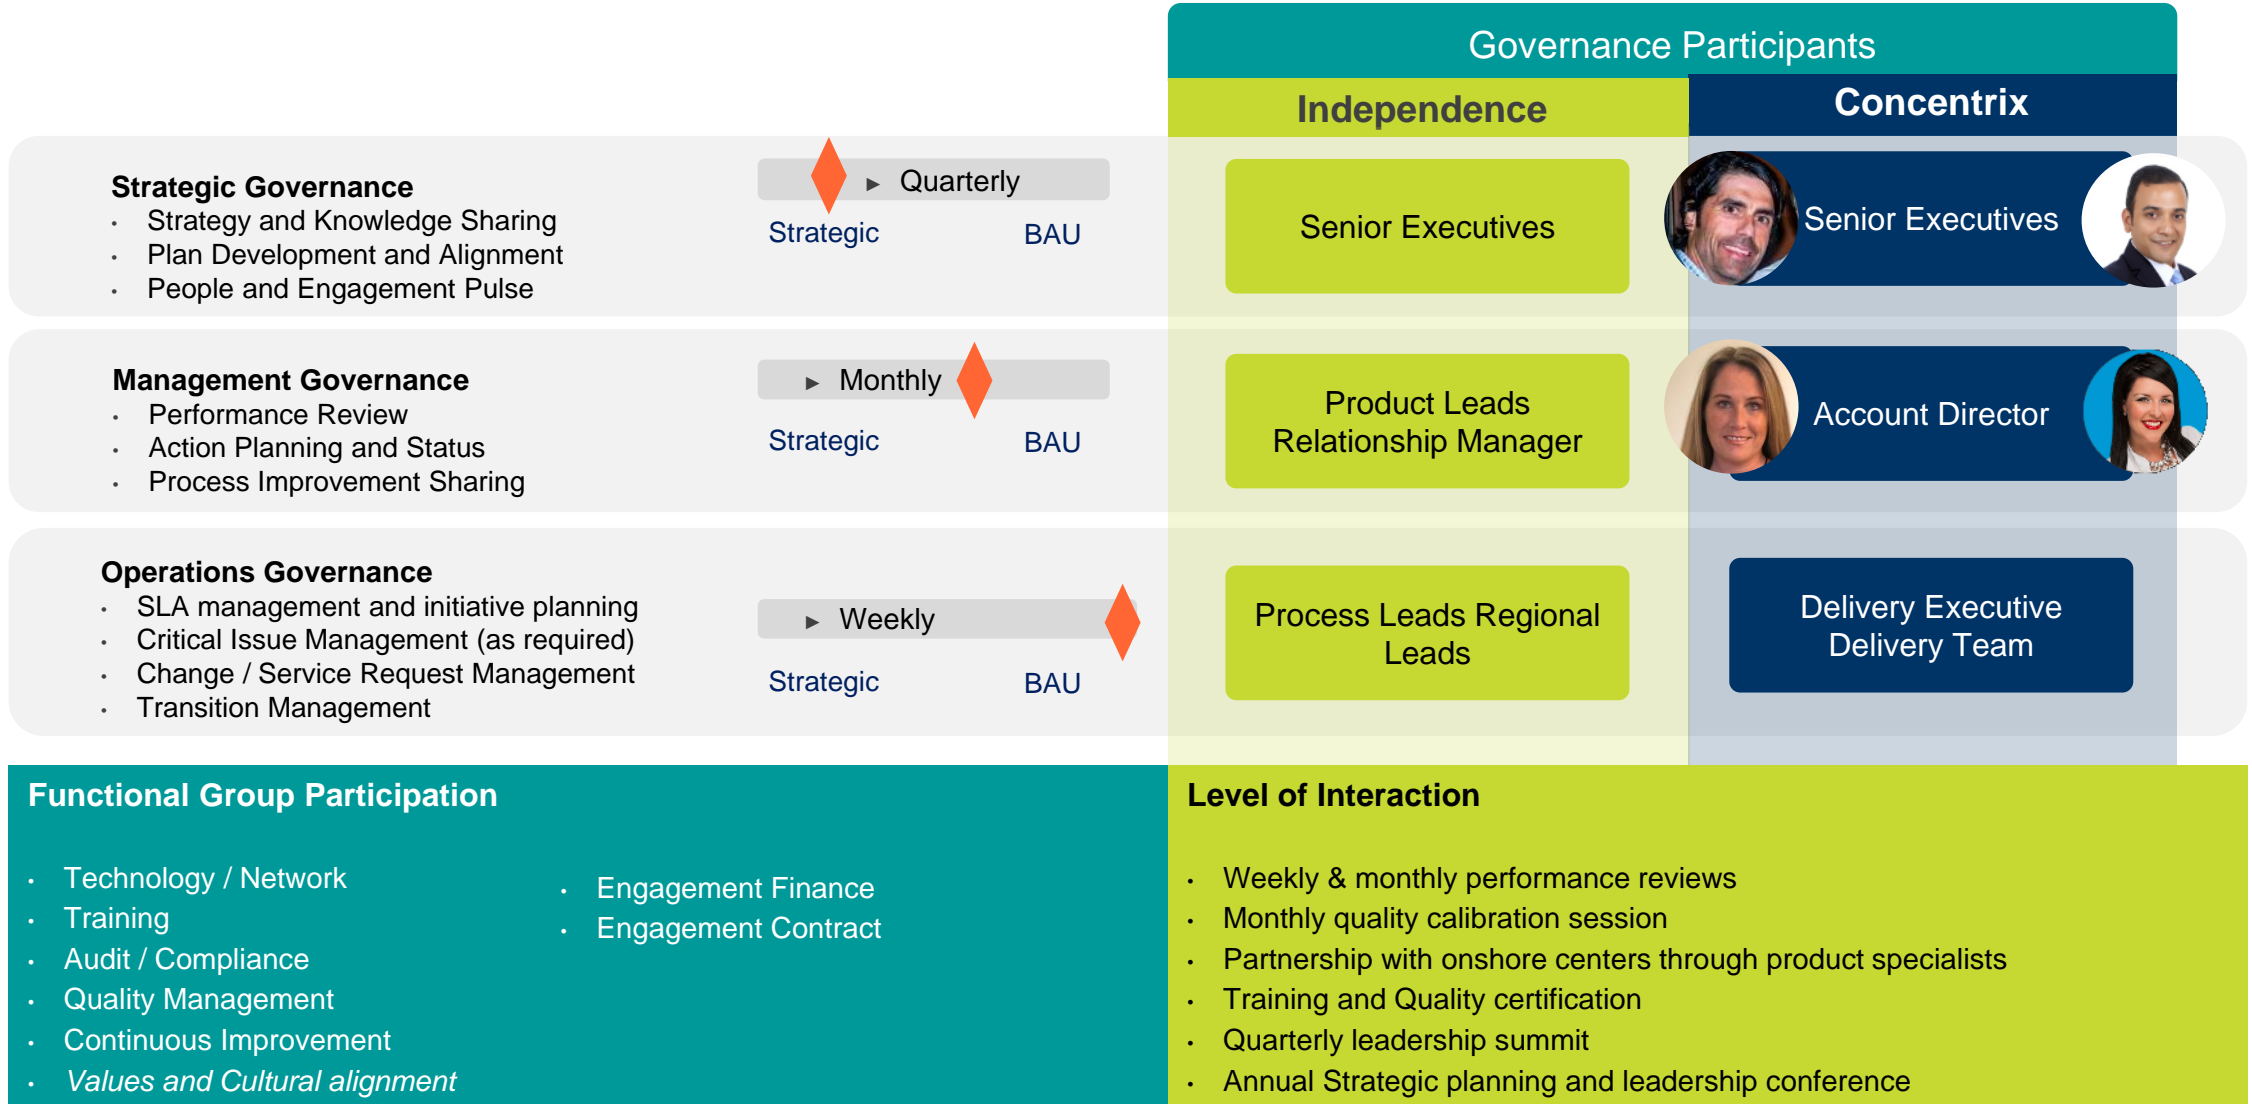 Governance Participants
Independence
Concentrix
Strategic Governance
• Strategy and Knowledge Sharing
• Plan Development and Alignment
• People and Engagement Pulse
► Quarterly
Strategic BAU
Senior Executives
Senior Executives
Management Governance
• Performance Review
• Action Planning and Status
• Process Improvement Sharing
► Monthly
Strategic BAU
Product Leads
Relationship Manager
Account Director
Operations Governance
• SLA management and initiative planning
• Critical Issue Management (as required)
• Change / Service Request Management
• Transition Management
► Weekly
Strategic BAU
Process Leads Regional
Leads
Delivery Executive
Delivery Team
Functional Group Participation
• Technology / Network
• Training
• Audit / Compliance
• Quality Management
• Continuous Improvement
• Values and Cultural alignment
• Engagement Finance
• Engagement Contract
Level of Interaction
• Weekly & monthly performance reviews
• Monthly quality calibration session
• Partnership with onshore centers through product specialists
• Training and Quality certification
• Quarterly leadership summit
• Annual Strategic planning and leadership conference